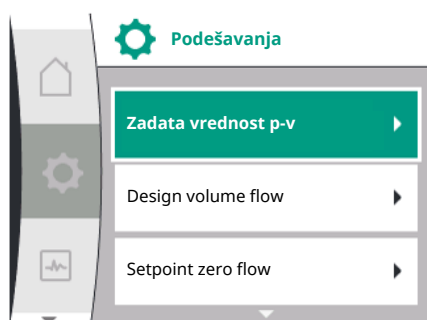 Podešavanja
Zadata vrednost p-v
Design volume flow
Setpoint zero flow